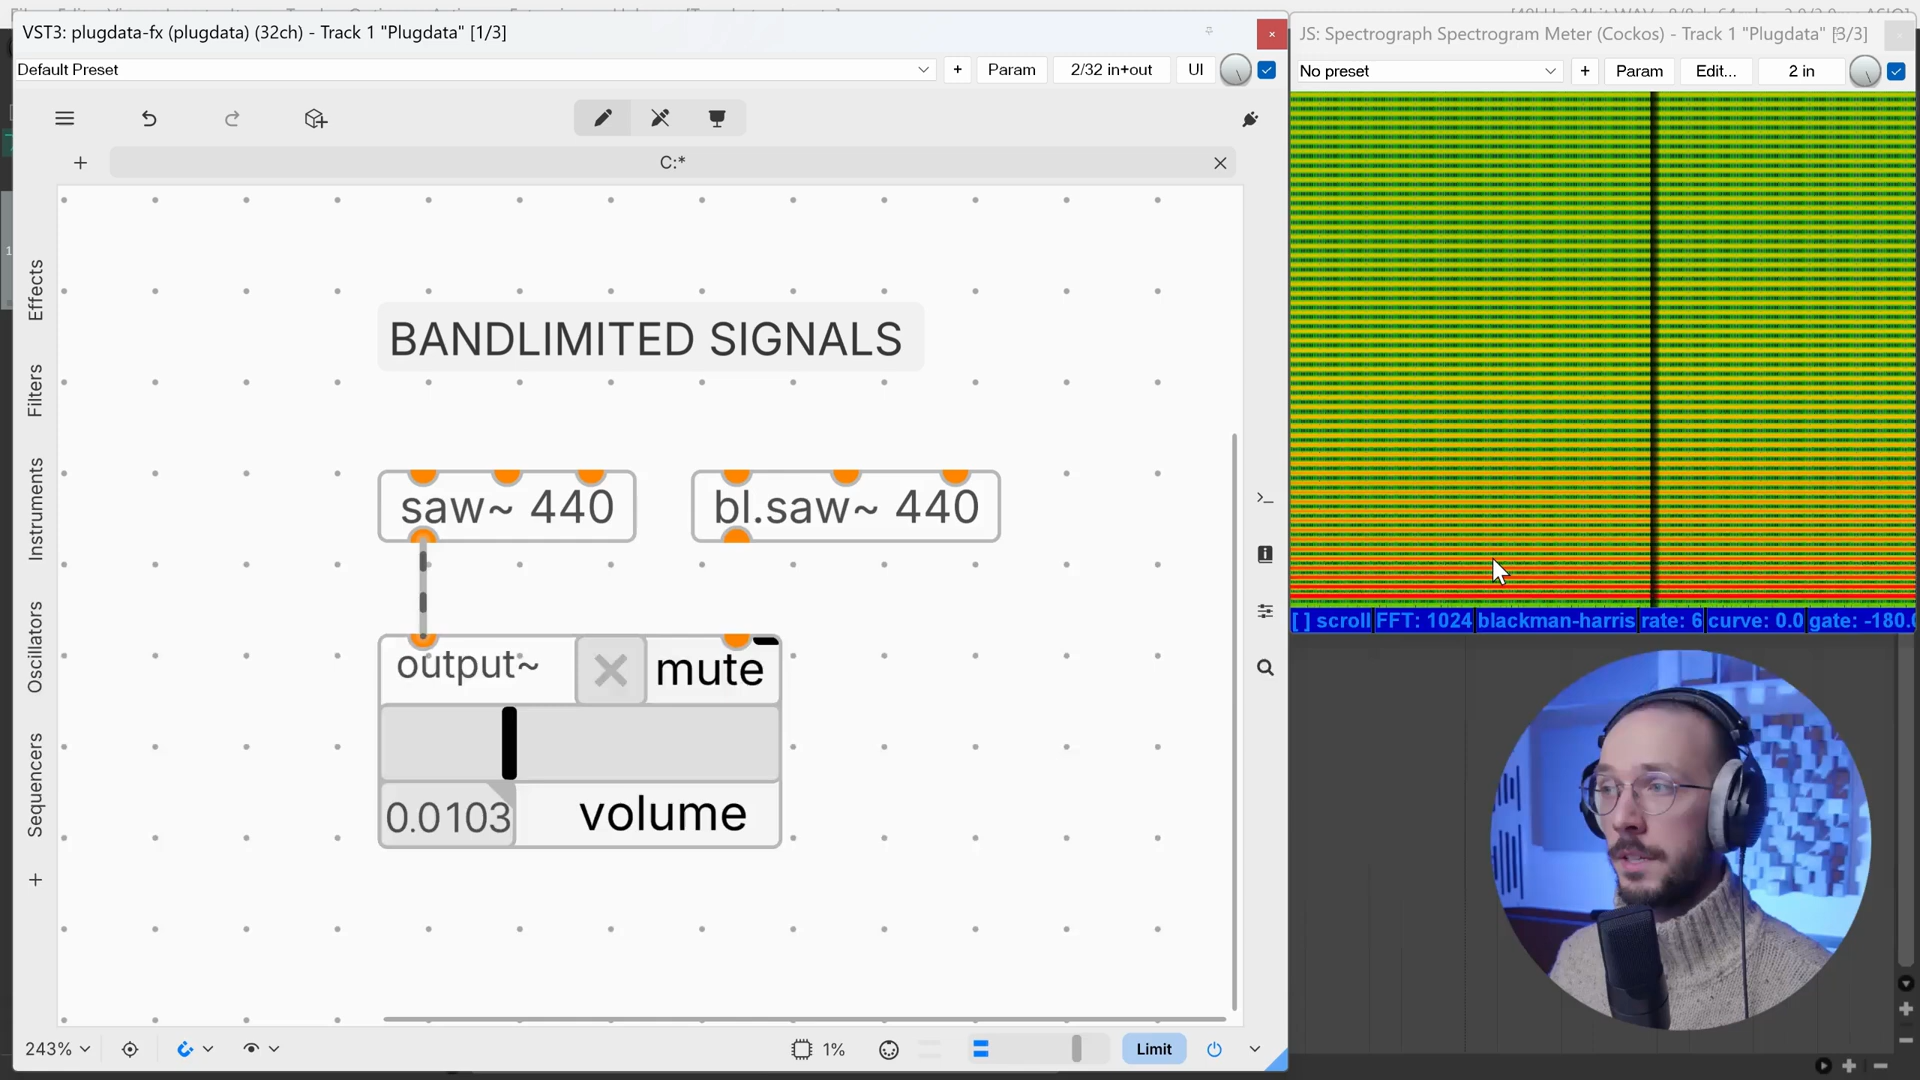 VST3: plugdata-fx (plugdata) (32ch) - Track 1 "Plugdata" [1/3]
Default Preset
+
Param
2/32 in+out
UI
JS: Spectrograph Spectrogram Meter (Cockos) - Track 1 "Plugdata" [3/3]
No preset
+
Param
Edit...
2 in
C:*
Effects
Filters
Instruments
Oscillators
Sequencers
BANDLIMITED SIGNALS
saw~ 440
bl.saw~ 440
output~
mute
0.0103
volume
[ ] scroll
FFT: 1024
blackman-harris
rate: 6
curve: 0.0
gate: -180.0
243%
1%
Limit
1